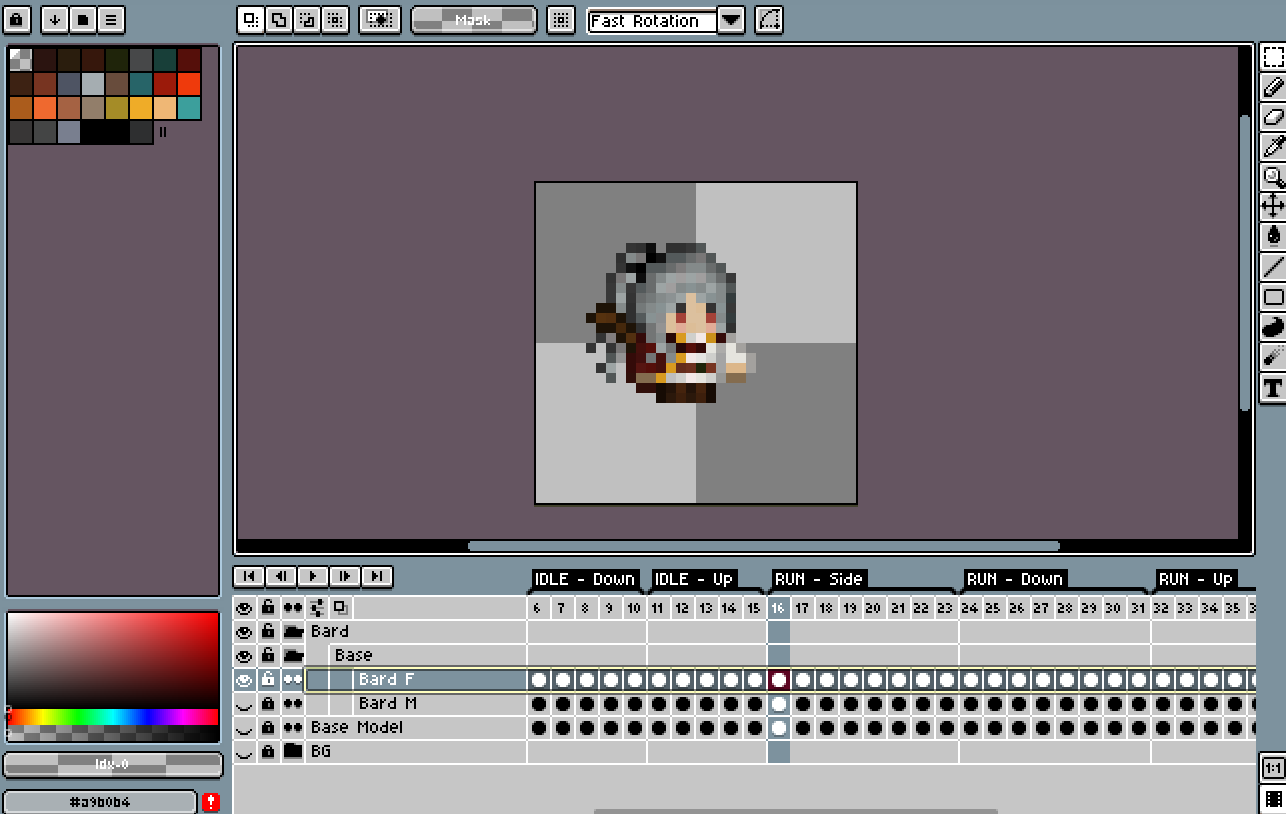 Mask
Fast Rotation
IDLE - Down
IDLE - Up
RUN - Side
RUN - Down
RUN - Up
6 7 8 9 10 11 12 13 14 15 16 17 18 19 20 21 22 23 24 25 26 27 28 29 30 31 32 33 34 35 3
Bard
Base
Bard F
Bard M
Base Model
BG
Idx-0
#a9b0b4
T
1:1